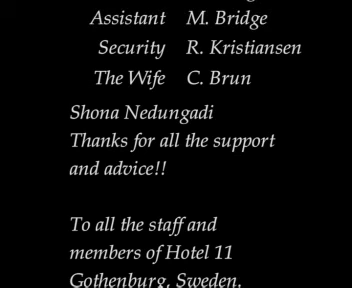 Assistant M. Bridge
Security R. Kristiansen
The Wife C. Brun
Shona Nedungadi
Thanks for all the support
and advice!!
To all the staff and
members of Hotel 11
Gothenburg, Sweden.